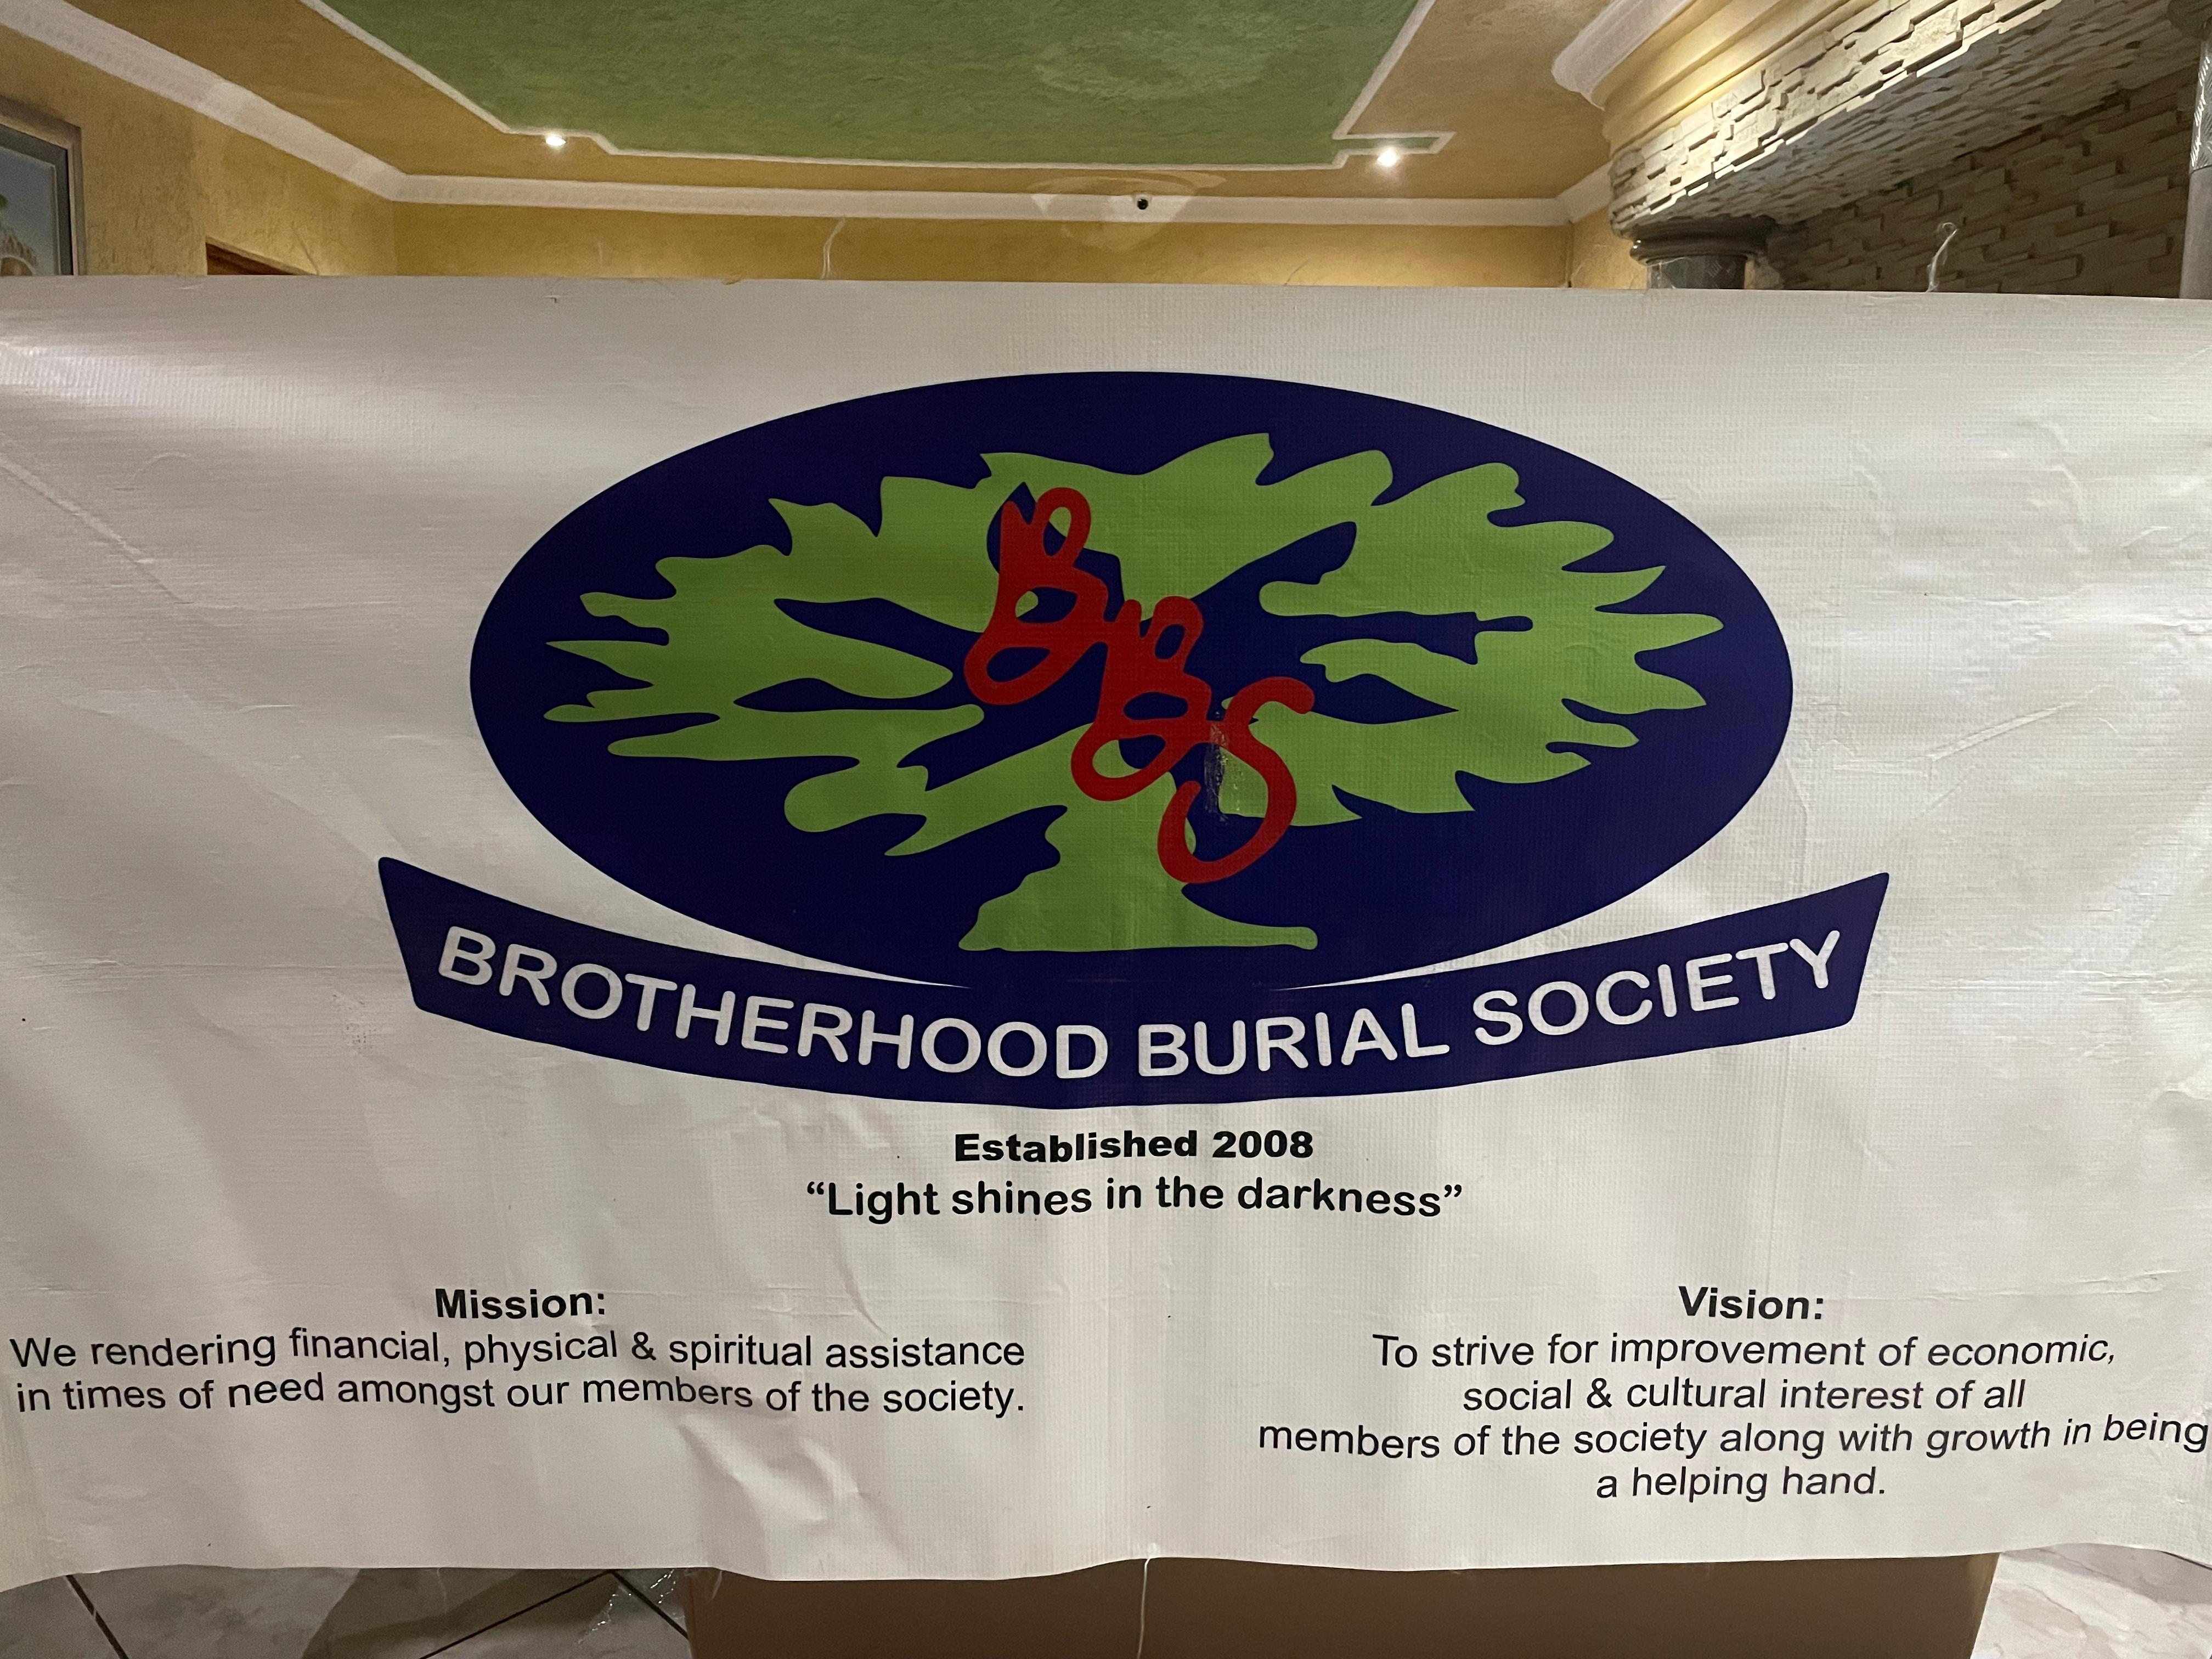 BBS
BROTHERHOOD BURIAL SOCIETY
Established 2008
“Light shines in the darkness”
Mission:
We rendering financial, physical & spiritual assistance
in times of need amongst our members of the society.
Vision:
To strive for improvement of economic,
social & cultural interest of all
members of the society along with growth in being
a helping hand.